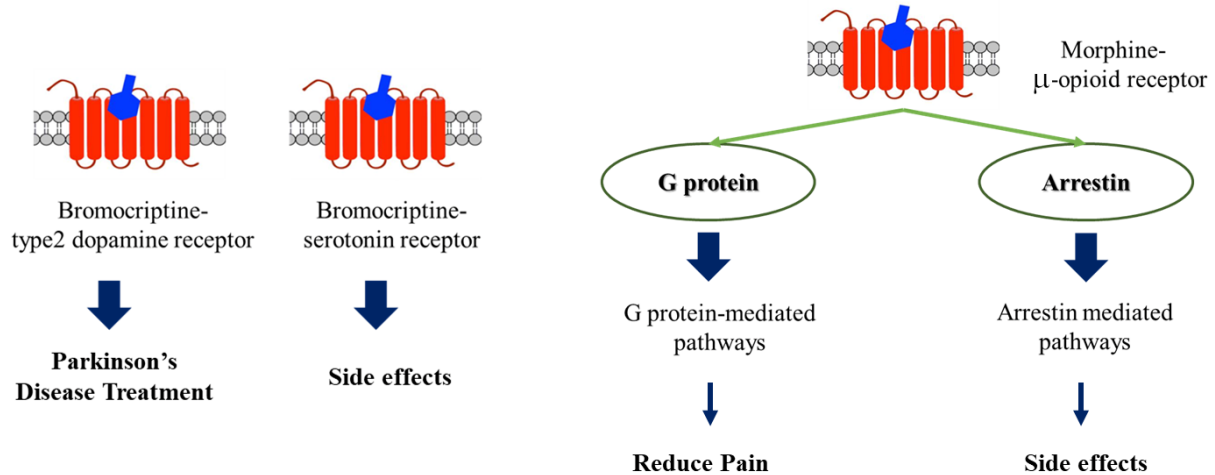 Bromocriptine-
type2 dopamine receptor
Parkinson's
Disease Treatment
Bromocriptine-
serotonin receptor
Side effects
Morphine-
μ-opioid receptor
G protein
Arrestin
G protein-mediated
pathways
Arrestin mediated
pathways
Reduce Pain
Side effects